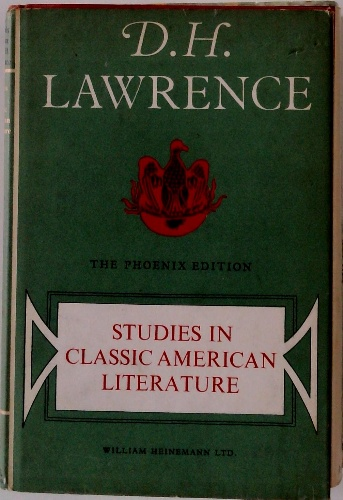 D.H.
LAWRENCE
THE PHOENIX EDITION
STUDIES IN
CLASSIC AMERICAN
LITERATURE
WILLIAM HEINEMANN LTD.